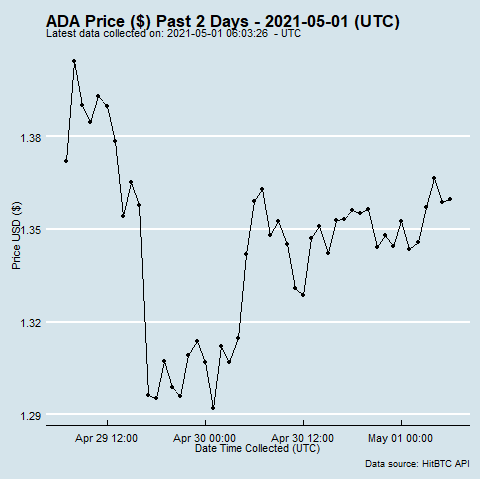 ADA Price ($) Past 2 Days - 2021-05-01 (UTC)
Latest data collected on: 2021-05-01 06:03:26 - UTC
1.38
1.35
1.32
1.29
Price USD ($)
Apr 29 12:00 Apr 30 00:00 Apr 30 12:00 May 01 00:00
Date Time Collected (UTC)
Data source: HitBTC API